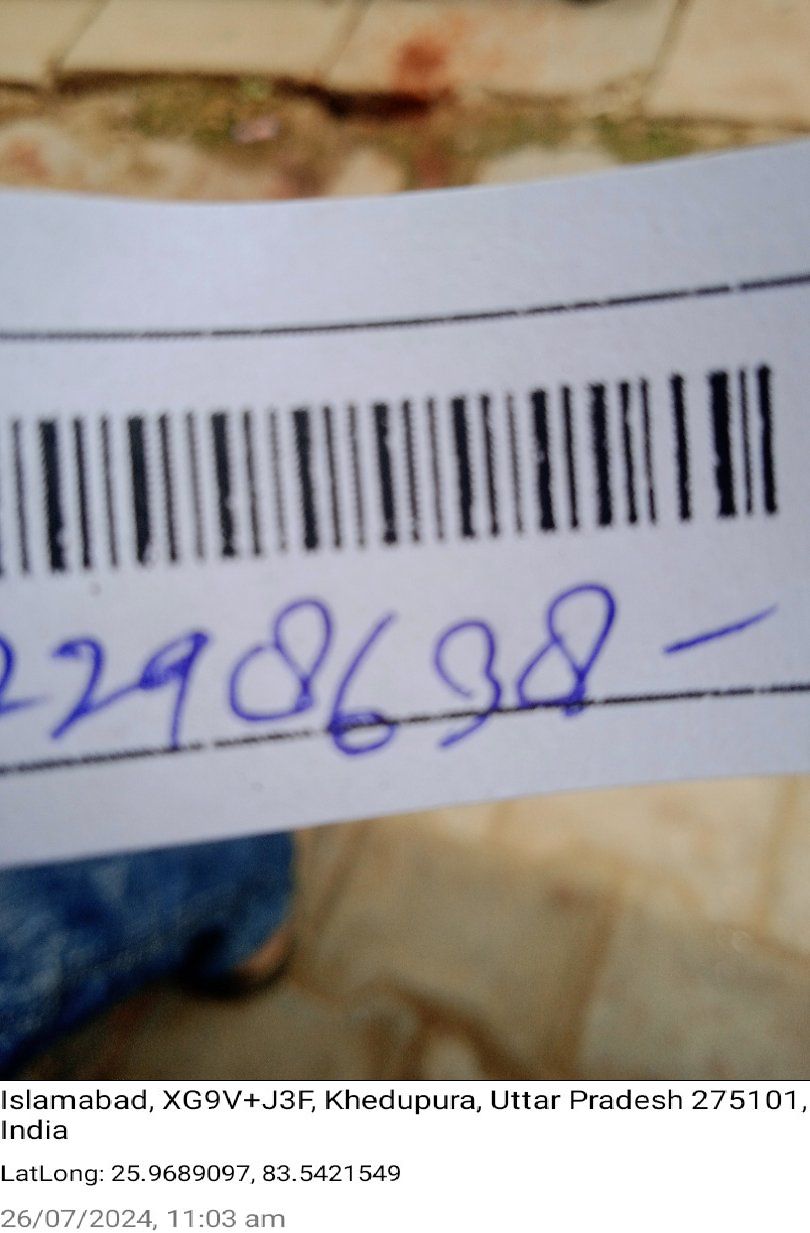 2298638-
Islamabad, XG9V+J3F, Khedupura, Uttar Pradesh 275101,
India
LatLong: 25.9689097, 83.5421549
26/07/2024, 11:03 am